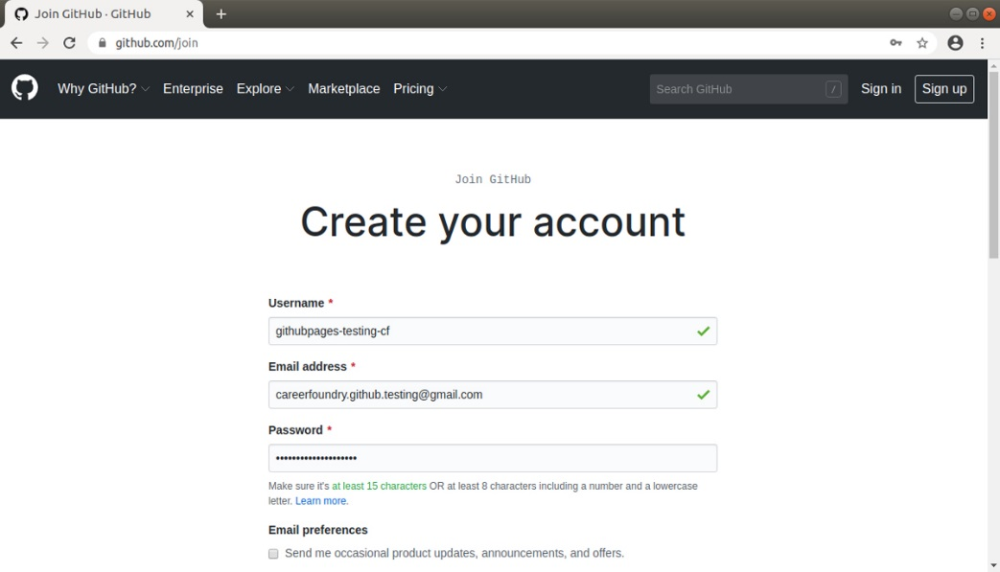 Join GitHub · GitHub
github.com/join
Why GitHub? Enterprise Explore Marketplace Pricing Search GitHub / Sign in Sign up
Join GitHub
Create your account
Username *
githubpages-testing-cf
Email address *
careerfoundry.github.testing@gmail.com
Password *
••••••••••••••••••••
Make sure it's at least 15 characters OR at least 8 characters including a number and a lowercase
letter. Learn more.
Email preferences
Send me occasional product updates, announcements, and offers.